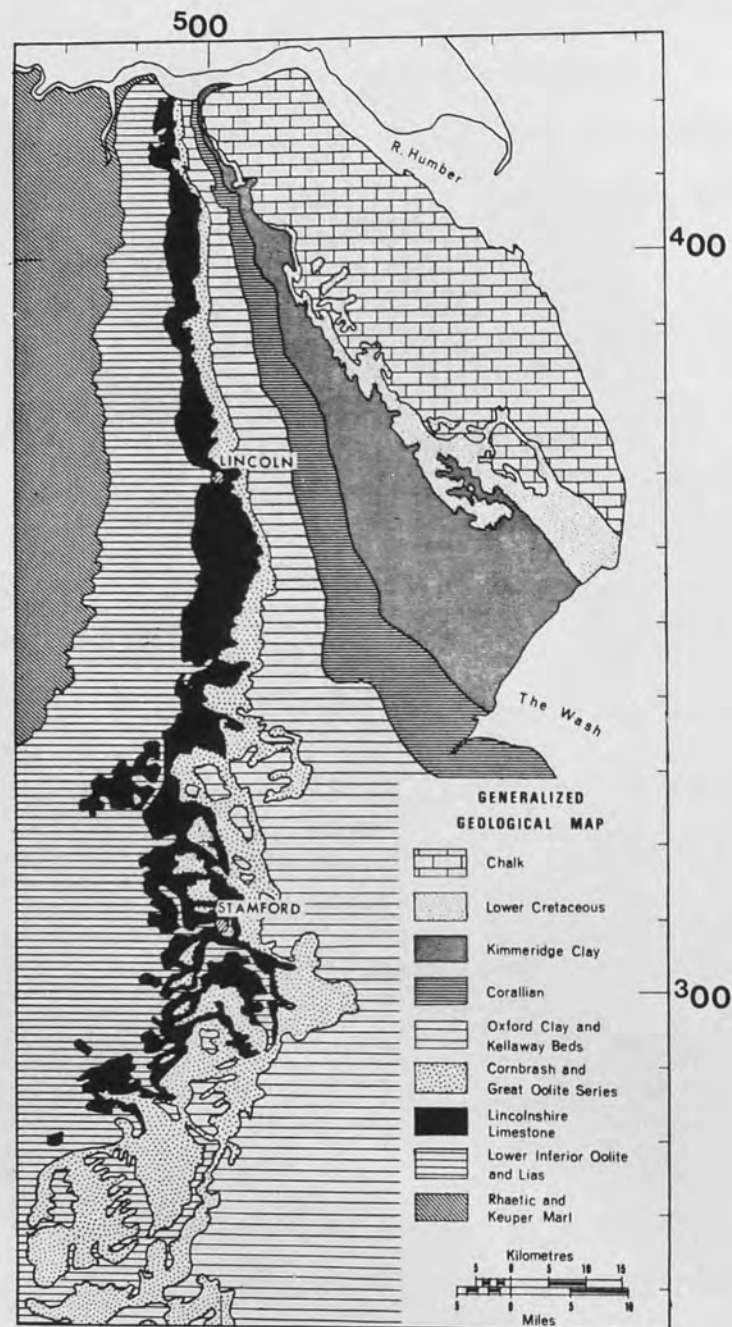 500
R. Humber
400
LINCOLN
The Wash
GENERALIZED
GEOLOGICAL MAP
Chalk
Lower Cretaceous
STAMFORD
Kimmeridge Clay
300
Corallian
Oxford Clay and
Kellaway Beds
Cornbrash and
Great Oolite Series
Lincolnshire
Limestone
Lower Inferior Oolite
and Lias
Rhaetic and
Keuper Marl
Kilometres
5 0 5 10 15
5 0 5 10
Miles